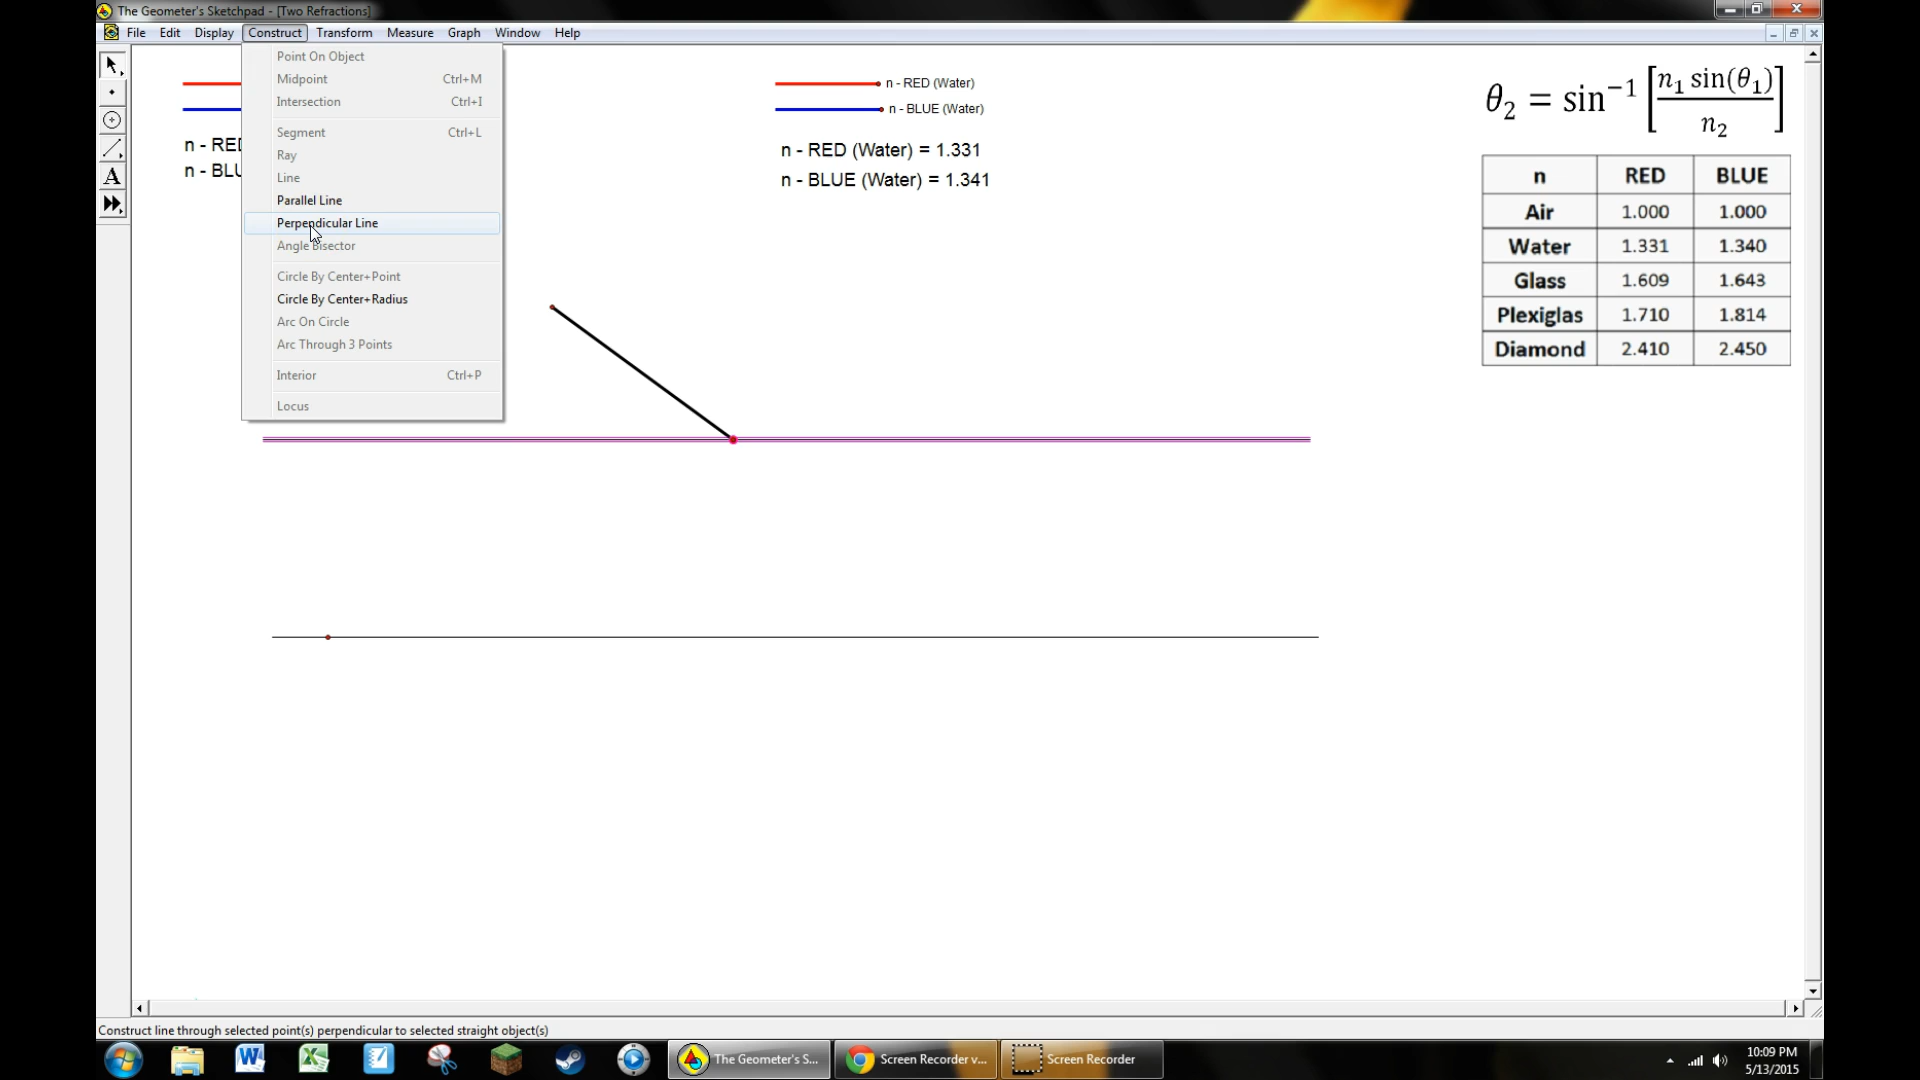 The Geometer's Sketchpad - [Two Refractions]
File Edit Display Construct Transform Measure Graph Window Help
Point On Object
Midpoint Ctrl+M
Intersection Ctrl+I
Segment Ctrl+L
Ray
Line
Parallel Line
Perpendicular Line
Angle Bisector
Circle By Center+Point
Circle By Center+Radius
Arc On Circle
Arc Through 3 Points
Interior Ctrl+P
Locus
A
n - RED
n - BLU
n - RED (Water)
n - BLUE (Water)
n - RED (Water) = 1.331
n - BLUE (Water) = 1.341
θ₂ = sin⁻¹ [n₁ sin(θ₁) / n₂]
n RED BLUE
Air 1.000 1.000
Water 1.331 1.340
Glass 1.609 1.643
Plexiglas 1.710 1.814
Diamond 2.410 2.450
Construct line through selected point(s) perpendicular to selected straight object(s)
The Geometer's S...
Screen Recorder v...
Screen Recorder
10:09 PM
5/13/2015